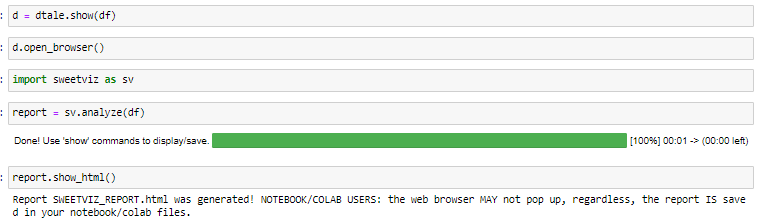 : d = dtale.show(df)
: d.open_browser()
: import sweetviz as sv
: report = sv.analyze(df)
Done! Use 'show' commands to display/save. [100%] 00:01 -> (00:00 left)
: report.show_html()
Report SWEETVIZ_REPORT.html was generated! NOTEBOOK/COLAB USERS: the web browser MAY not pop up, regardless, the report IS save
d in your notebook/colab files.